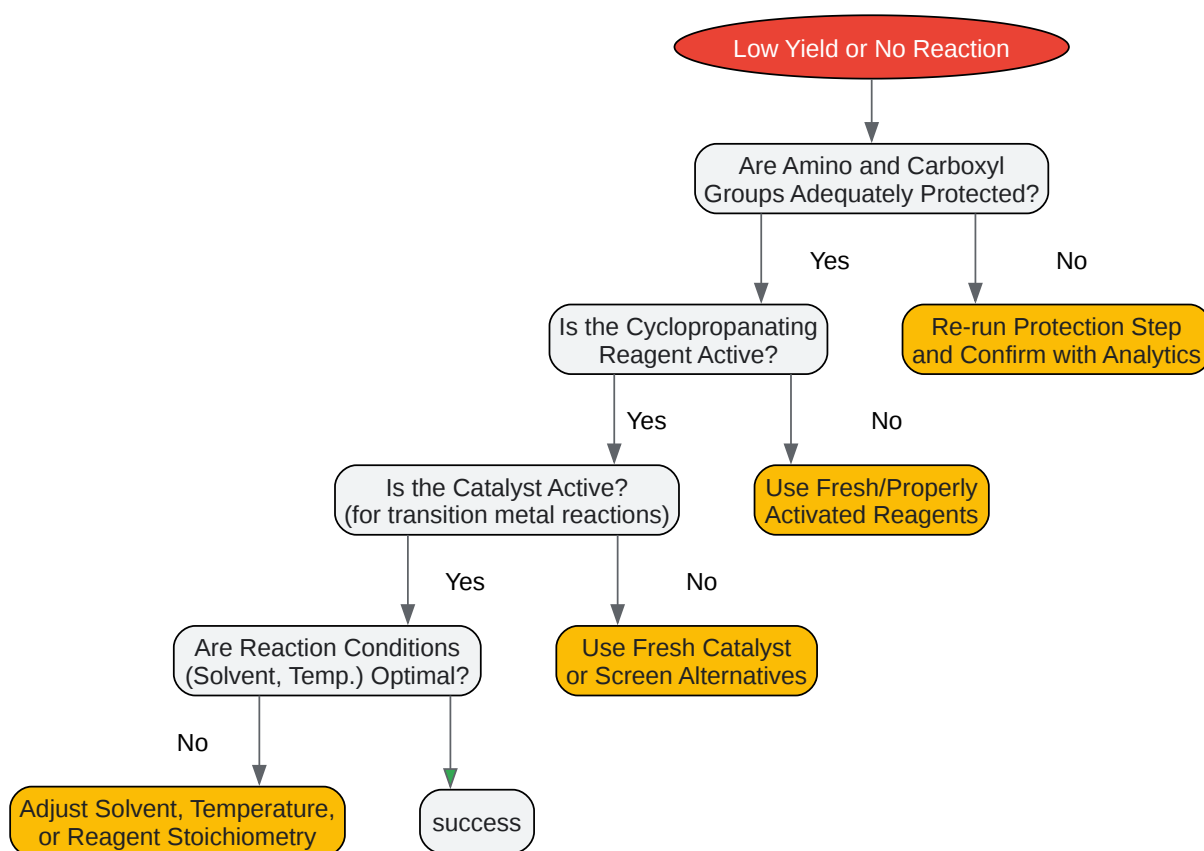 Low Yield or No Reaction
Are Amino and Carboxyl
Groups Adequately Protected?
Yes
No
Is the Cyclopropanating
Reagent Active?
Re-run Protection Step
and Confirm with Analytics
Yes
No
Is the Catalyst Active?
(for transition metal reactions)
Use Fresh/Properly
Activated Reagents
Yes
No
Are Reaction Conditions
(Solvent, Temp.) Optimal?
Use Fresh Catalyst
or Screen Alternatives
No
Adjust Solvent, Temperature,
or Reagent Stoichiometry
success